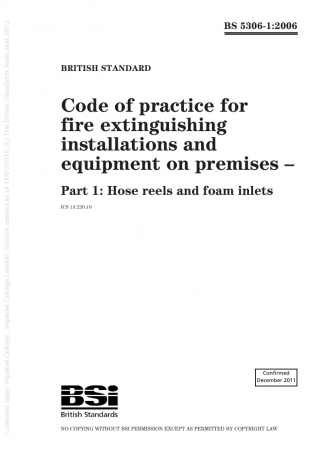 BS 5306-1:2006
BRITISH STANDARD
Code of practice for
fire extinguishing
installations and
equipment on premises –
Part 1: Hose reels and foam inlets
ICS 13.220.10
Confirmed
December 2011
BSi
British Standards
NO COPYING WITHOUT BSI PERMISSION EXCEPT AS PERMITTED BY COPYRIGHT LAW